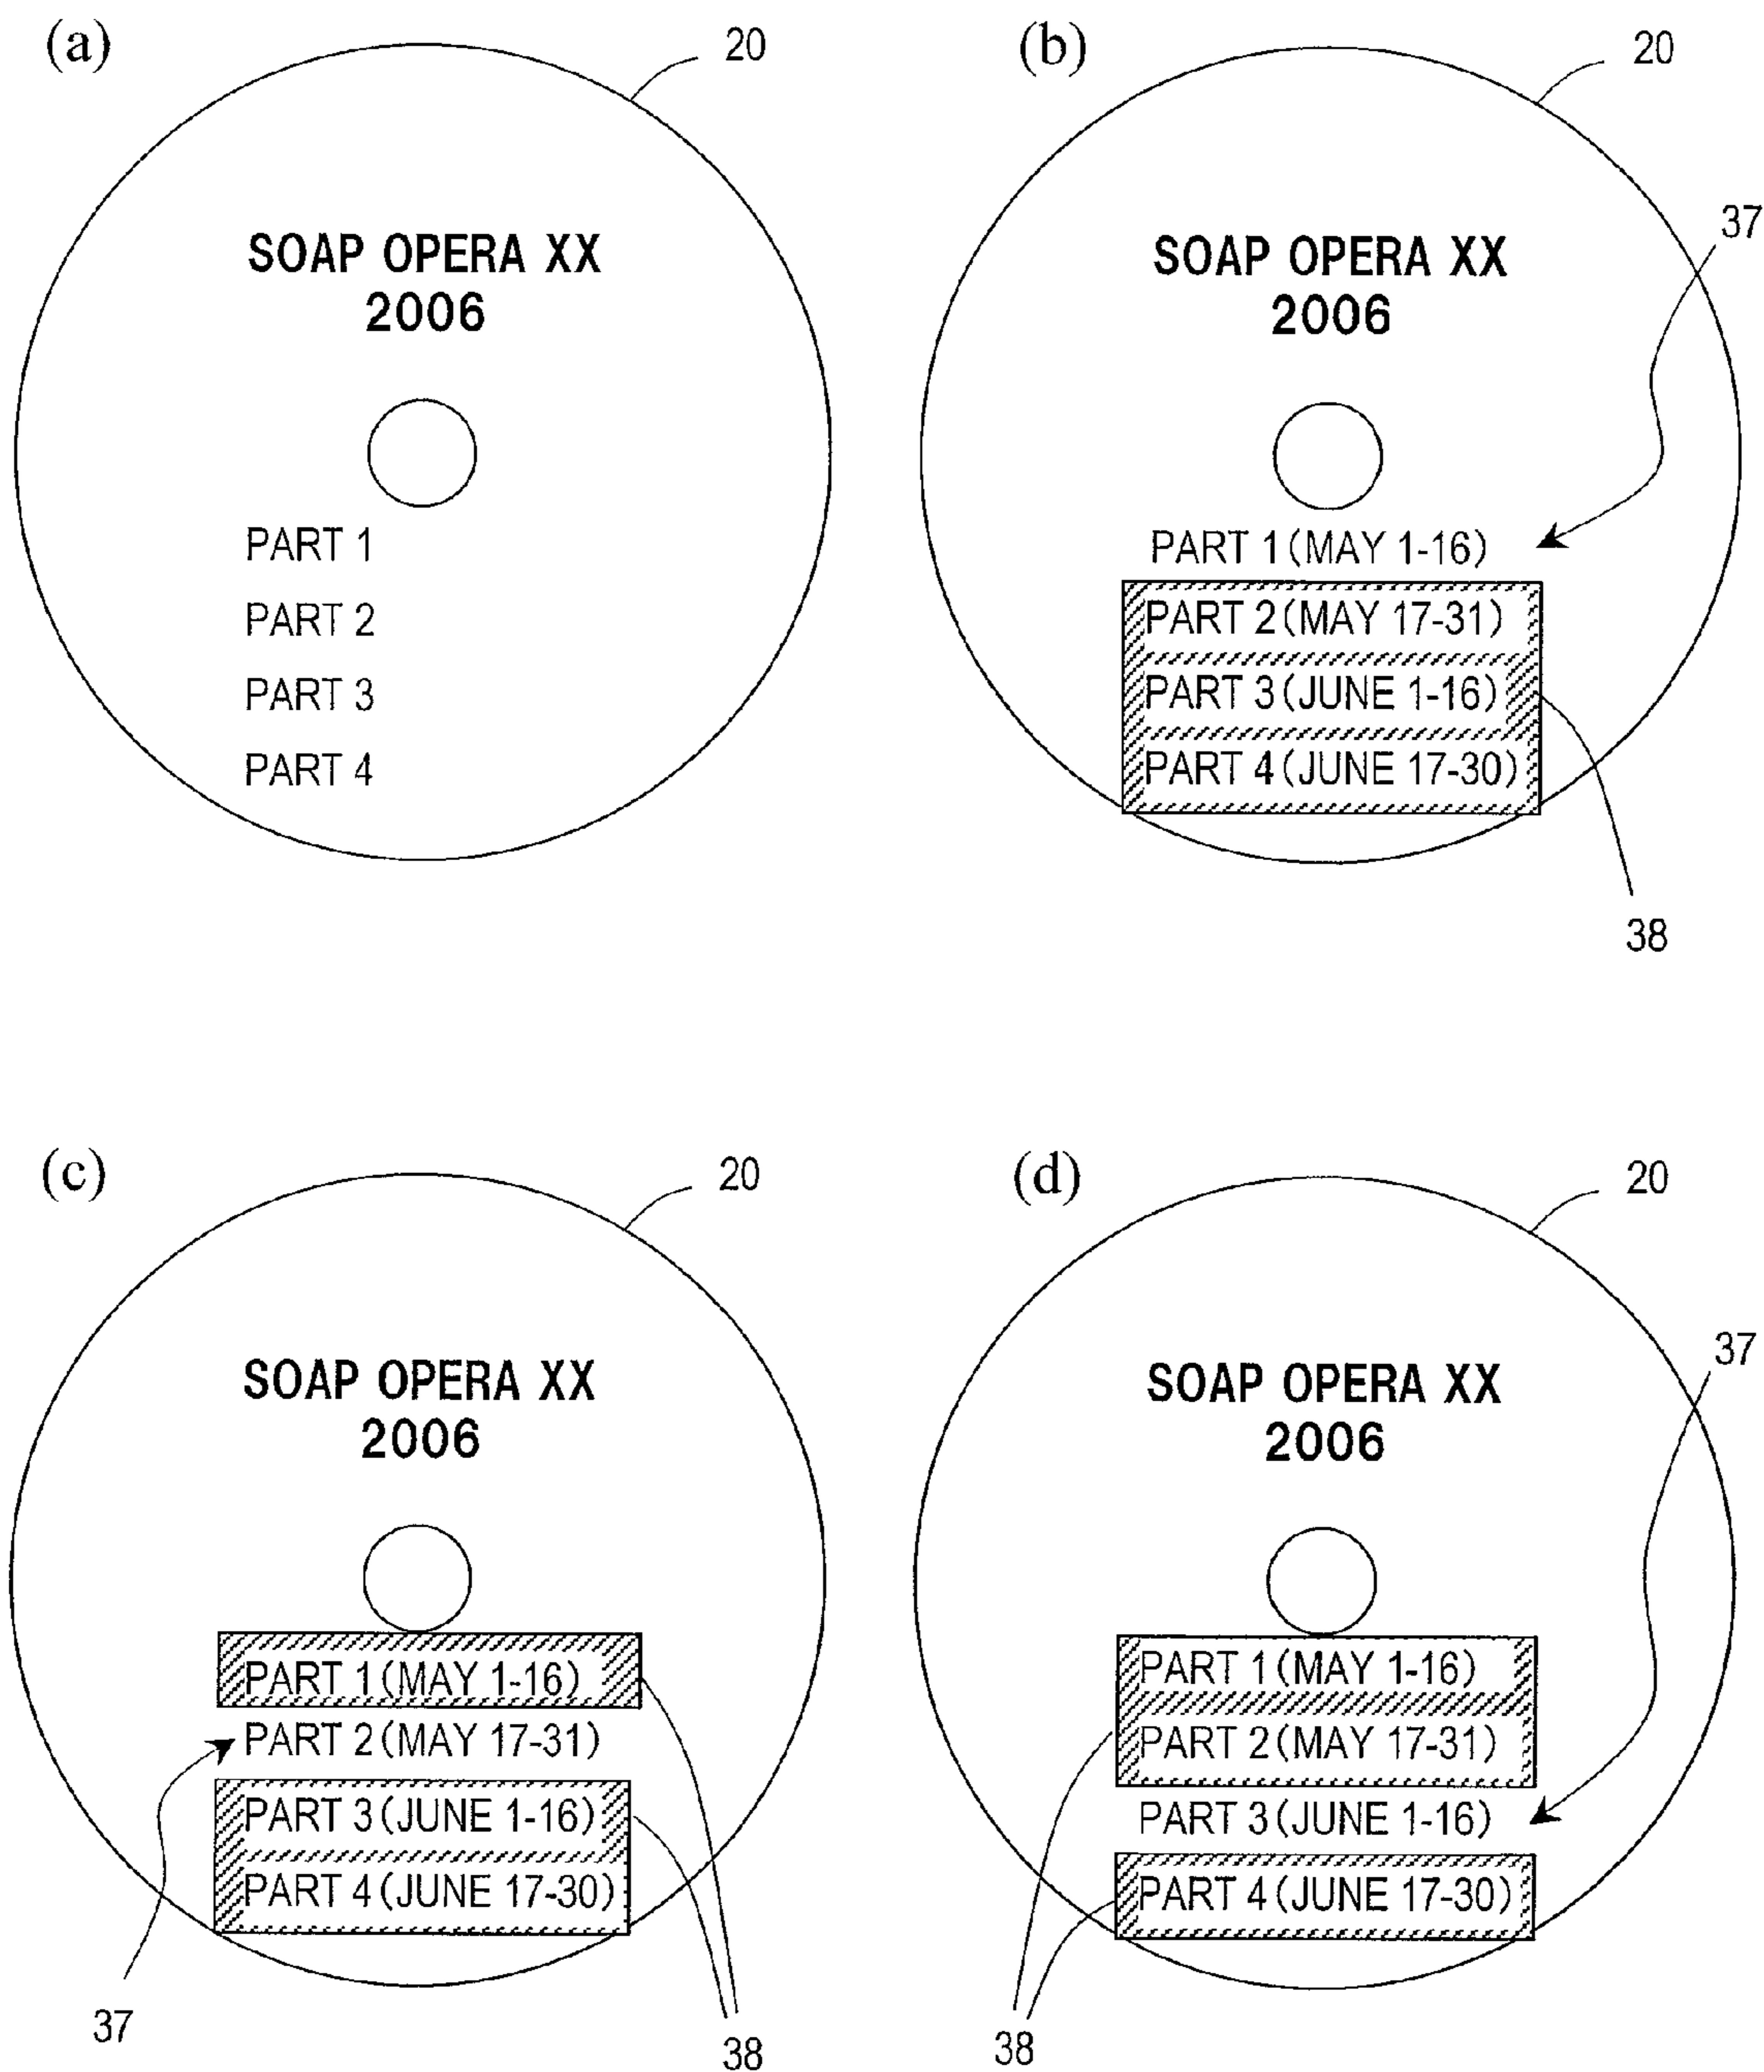 (a)
20
SOAP OPERA XX
2006
PART 1
PART 2
PART 3
PART 4
(b)
20
37
SOAP OPERA XX
2006
PART 1(MAY 1-16)
PART 2(MAY 17-31)
PART 3(JUNE 1-16)
PART 4(JUNE 17-30)
38
(c)
20
SOAP OPERA XX
2006
PART 1(MAY 1-16)
PART 2(MAY 17-31)
PART 3(JUNE 1-16)
PART 4(JUNE 17-30)
37
38
(d)
20
37
SOAP OPERA XX
2006
PART 1(MAY 1-16)
PART 2(MAY 17-31)
PART 3(JUNE 1-16)
PART 4(JUNE 17-30)
38